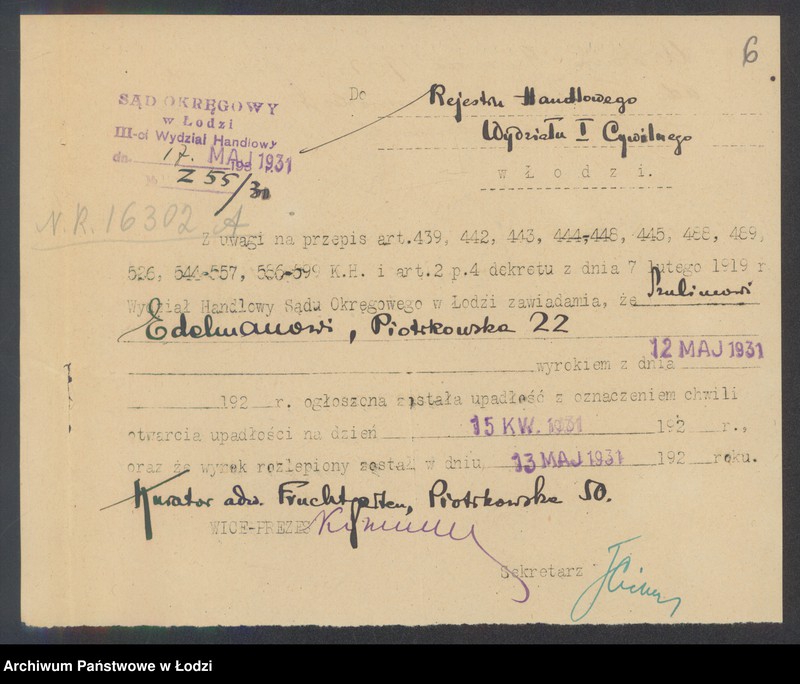 6
SĄD OKRĘGOWY
w Łodzi
III-ci Wydział Handlowy
dn. 17. MAJ 1931 193 r.
№ Z 55/31
N.R. 16302 A
Do Rejestru Handlowego
Wydziału I Cywilnego
w Łodzi.
Z uwagi na przepis art.439, 442, 443, 444,-448, 445, 488, 489,
526, 544-557, 586-599 K.H. i art.2 p.4 dekretu z dnia 7 lutego 1919 r
Wydział Handlowy Sądu Okręgowego w Łodzi zawiadamia, że Szulimowi
Edelmanowi, Piotrkowska 22
wyrokiem z dnia 12 MAJ 1931
192 r. ogłoszona została upadłość z oznaczeniem chwili
otwarcia upadłości na dzień 15 KW. 1931 192 r.,
oraz że wyrok rozlepiony został w dniu 13 MAJ 1931 192 roku.
Kurator adw. Fruchtgarten, Piotrkowska 50.
WICE-PREZES
Sekretarz
Archiwum Państwowe w Łodzi